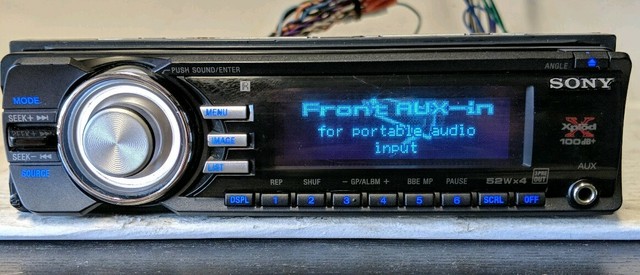 PUSH SOUND/ENTER
ANGLE
MODE
SEEK+
SEEK-
SOURCE
R
MENU
IMAGE
LIST
Front AUX-in
for portable audio
input
SONY
Xplod
100dB+
AUX
REP SHUF - GP/ALBM + BBE MP PAUSE 52W×4
DSPL 1 2 3 4 5 6 SCRL OFF